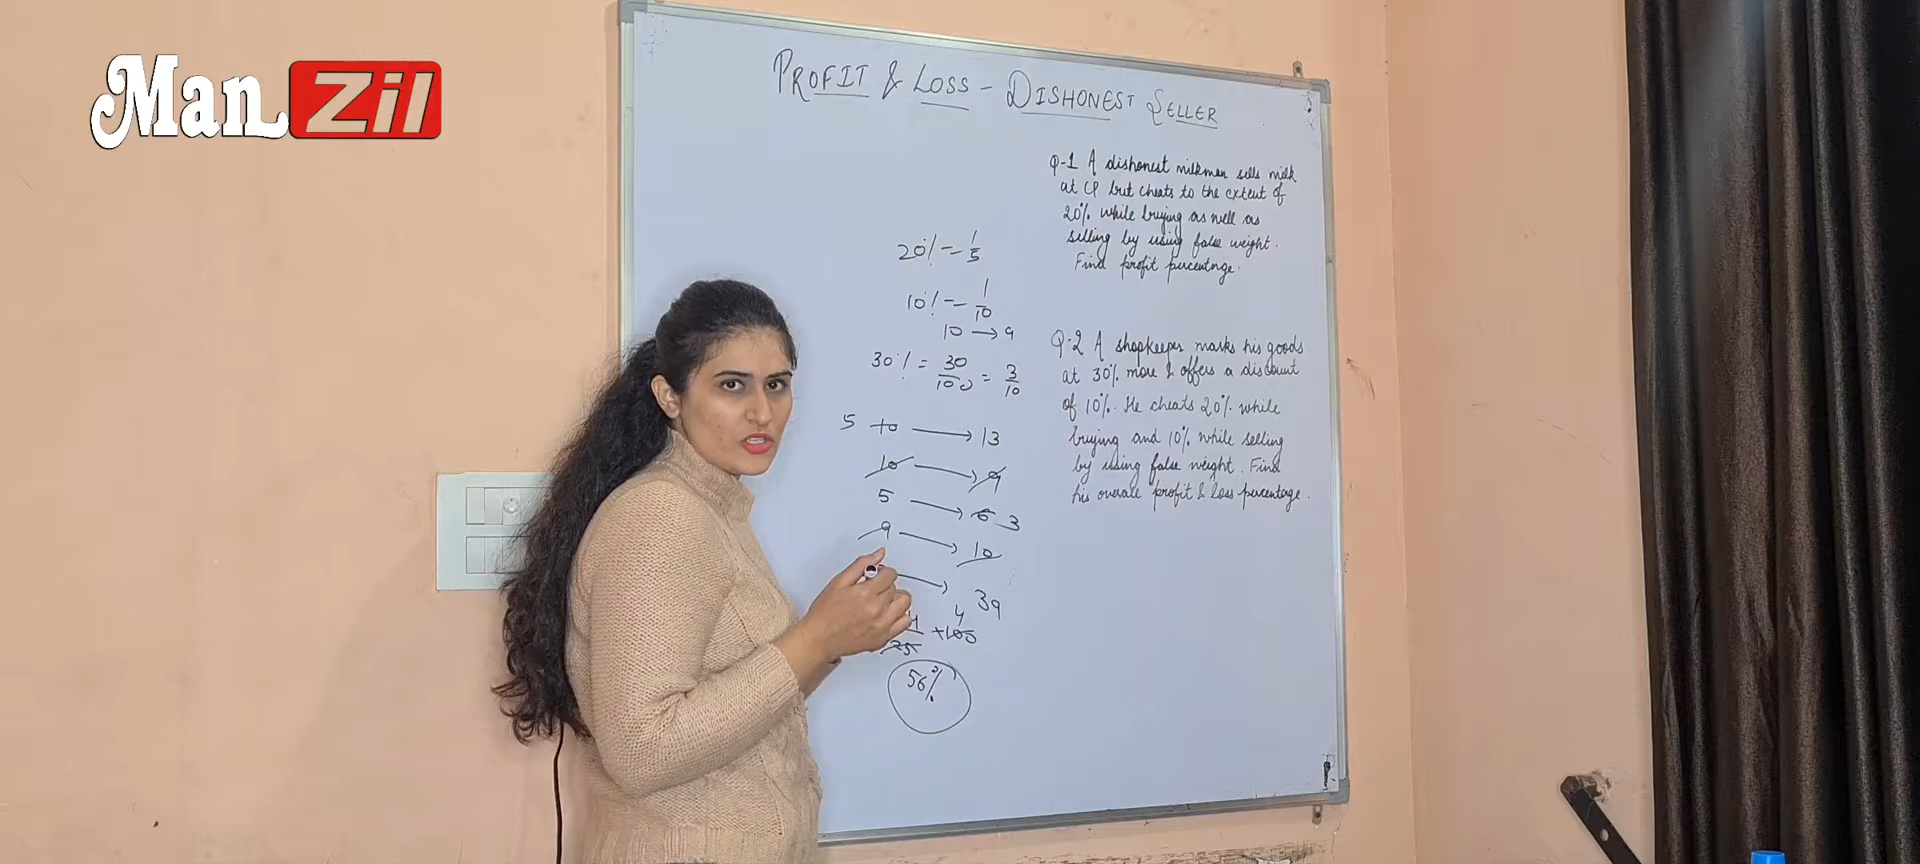 Man Zil
PROFIT & LOSS - DISHONEST SELLER
Q-1 A dishonest milkman sells milk
at CP but cheats to the extent of
20% while buying as well as
selling by using false weight.
Find profit percentage.
Q-2 A shopkeeper marks his goods
at 30% more & offers a discount
of 10%. He cheats 20% while
buying and 10% while selling
by using false weight. Find
his overall profit & loss percentage.
20% - 1/5
10% - 1/10
10 → 9
30% = 30/100 = 3/10
5 10 → 13
10 → 9
5 → 6 3
9 → 10
→ 39
4
25 × 100
56%